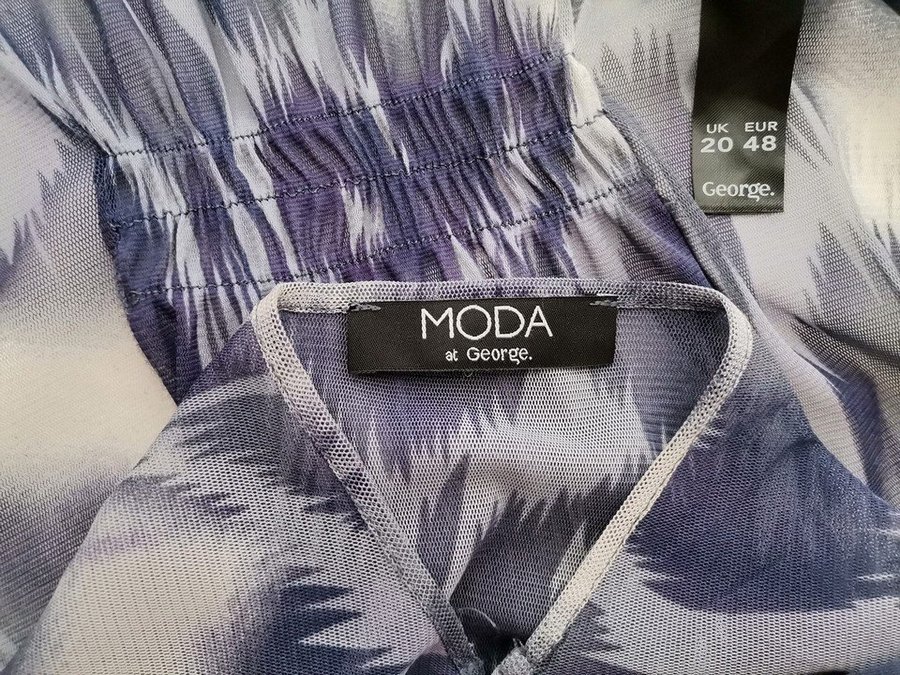 UK EUR
20 48
George.
MODA
at George.